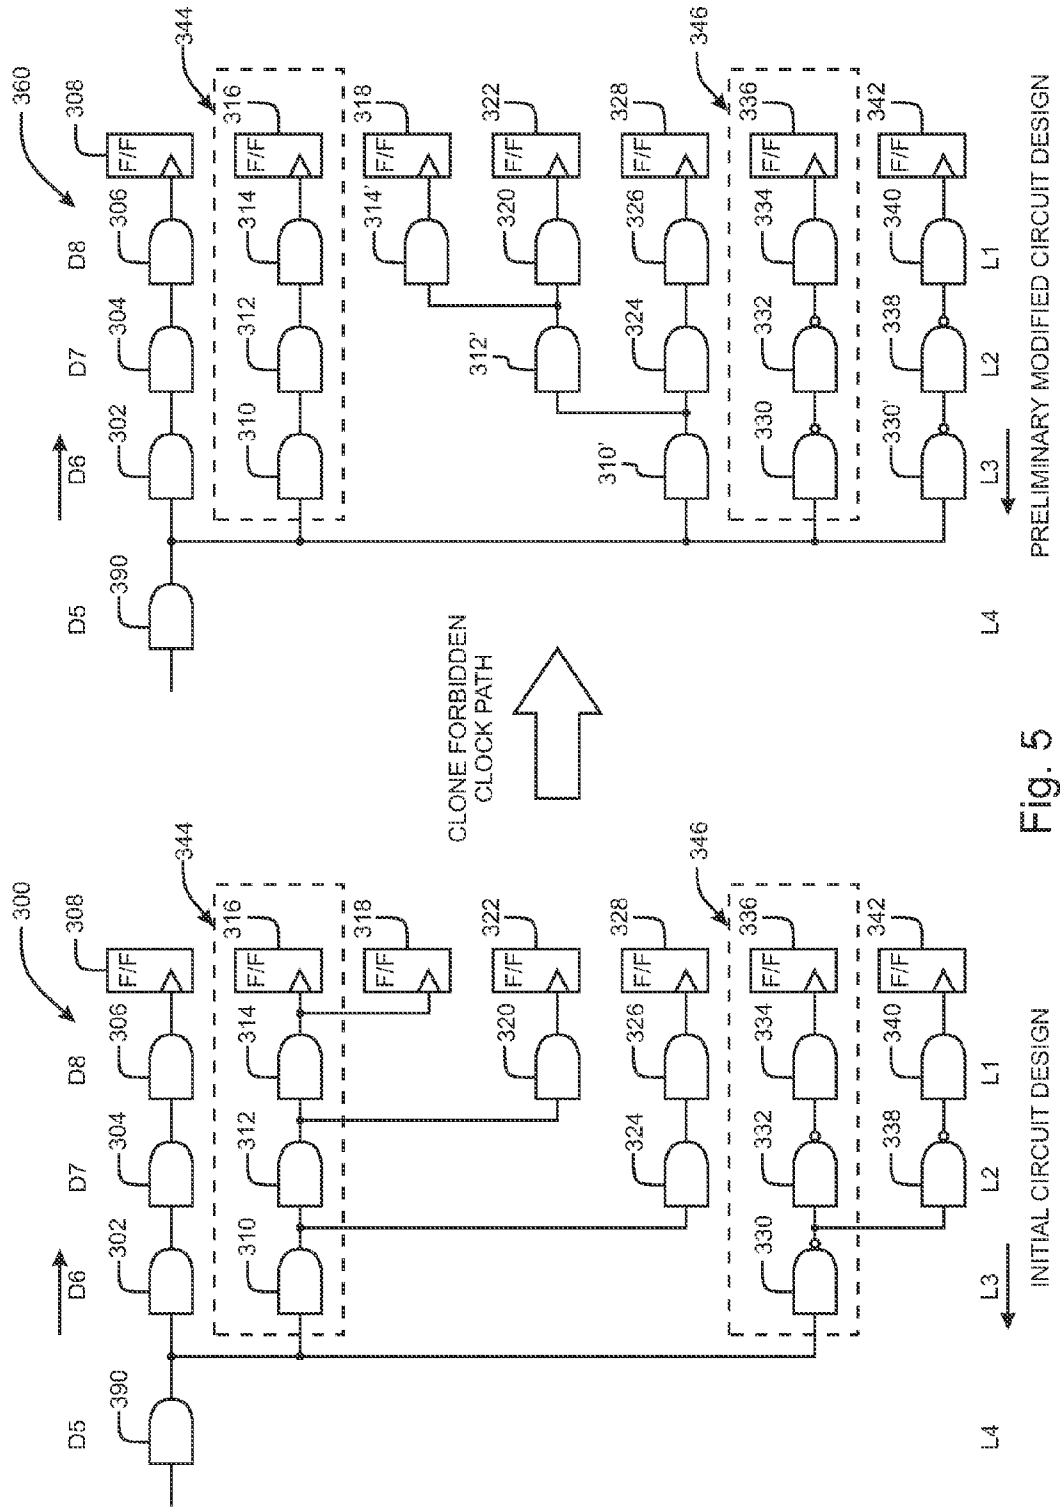 300
D5
D6
D7
D8
308
390
302
304
306
F/F
344
310
312
314
316
F/F
318
F/F
320
322
F/F
324
326
328
F/F
346
330
332
334
336
F/F
338
340
342
F/F
L4
L3
L2
L1
INITIAL CIRCUIT DESIGN
CLONE FORBIDDEN
CLOCK PATH
360
D5
D6
D7
D8
308
390
302
304
306
F/F
344
310
312
314
316
F/F
314'
318
F/F
312'
320
322
F/F
310'
324
326
328
F/F
346
330
332
334
336
F/F
330'
338
340
342
F/F
L4
L3
L2
L1
PRELIMINARY MODIFIED CIRCUIT DESIGN
Fig. 5